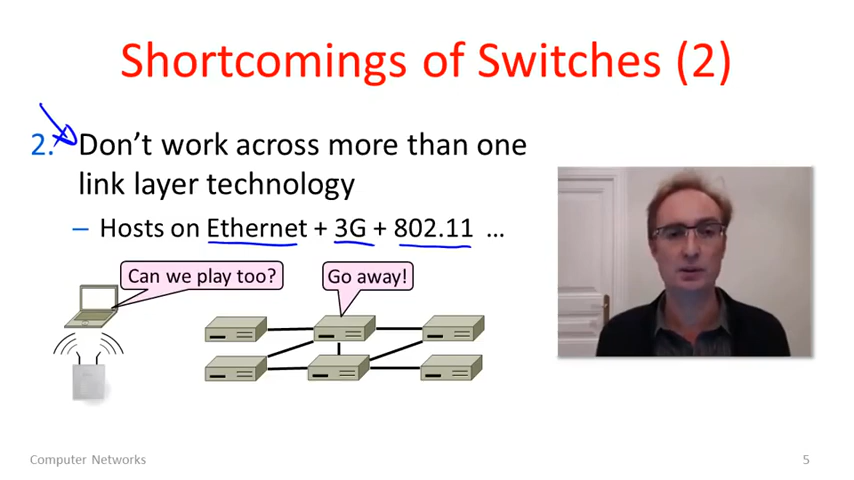 Shortcomings of Switches (2)
2. Don't work across more than one
link layer technology
– Hosts on Ethernet + 3G + 802.11 …
Can we play too?
Go away!
Computer Networks
5